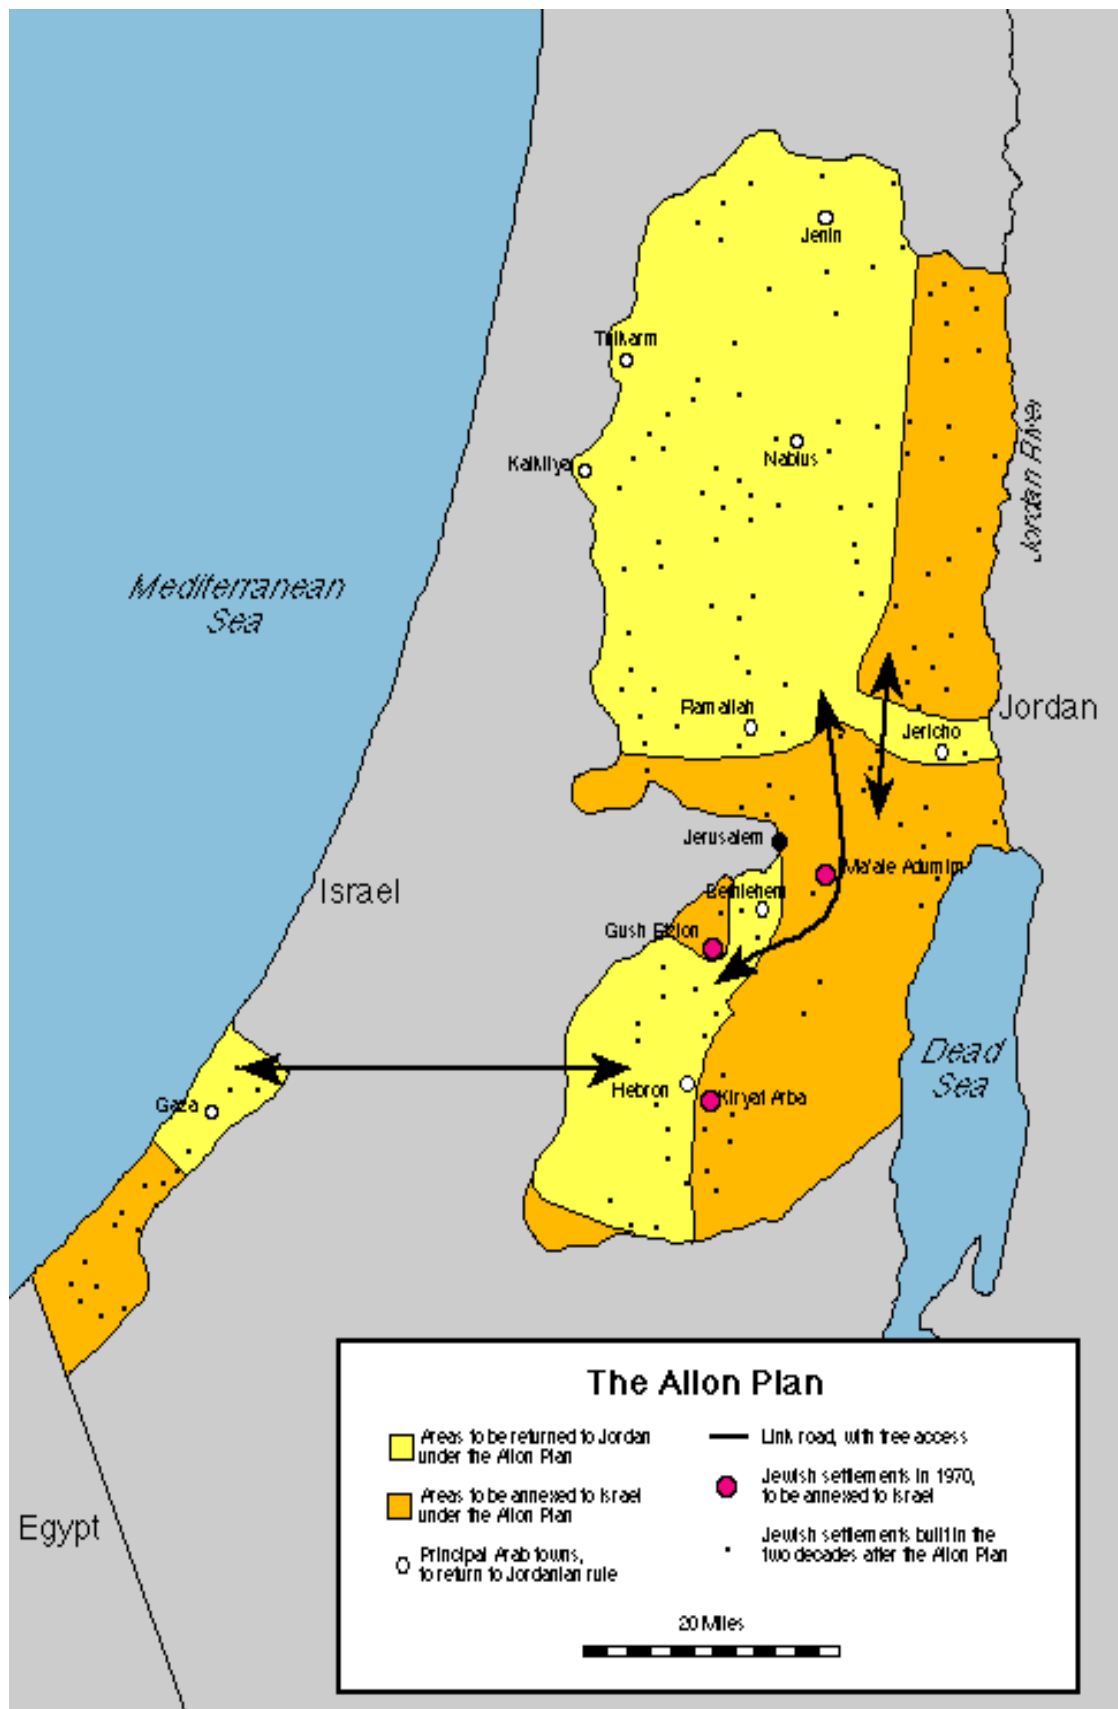 Jenin
Tulkarm
Jordan River
Nablus
Kalkilya
Mediterranean
Sea
Ramallah
Jordan
Jericho
Jerusalem
Ma'ale Adumim
Israel
Bethlehem
Gush Etzion
Dead
Sea
Hebron
Kiryat Arba
Gaza
Egypt
The Allon Plan
Areas to be returned to Jordan
under the Allon Plan
Areas to be annexed to Israel
under the Allon Plan
Principal Arab towns,
to return to Jordanian rule
Link road, with free access
Jewish settlements in 1970,
to be annexed to Israel
Jewish settlements built in the
two decades after the Allon Plan
20 Miles